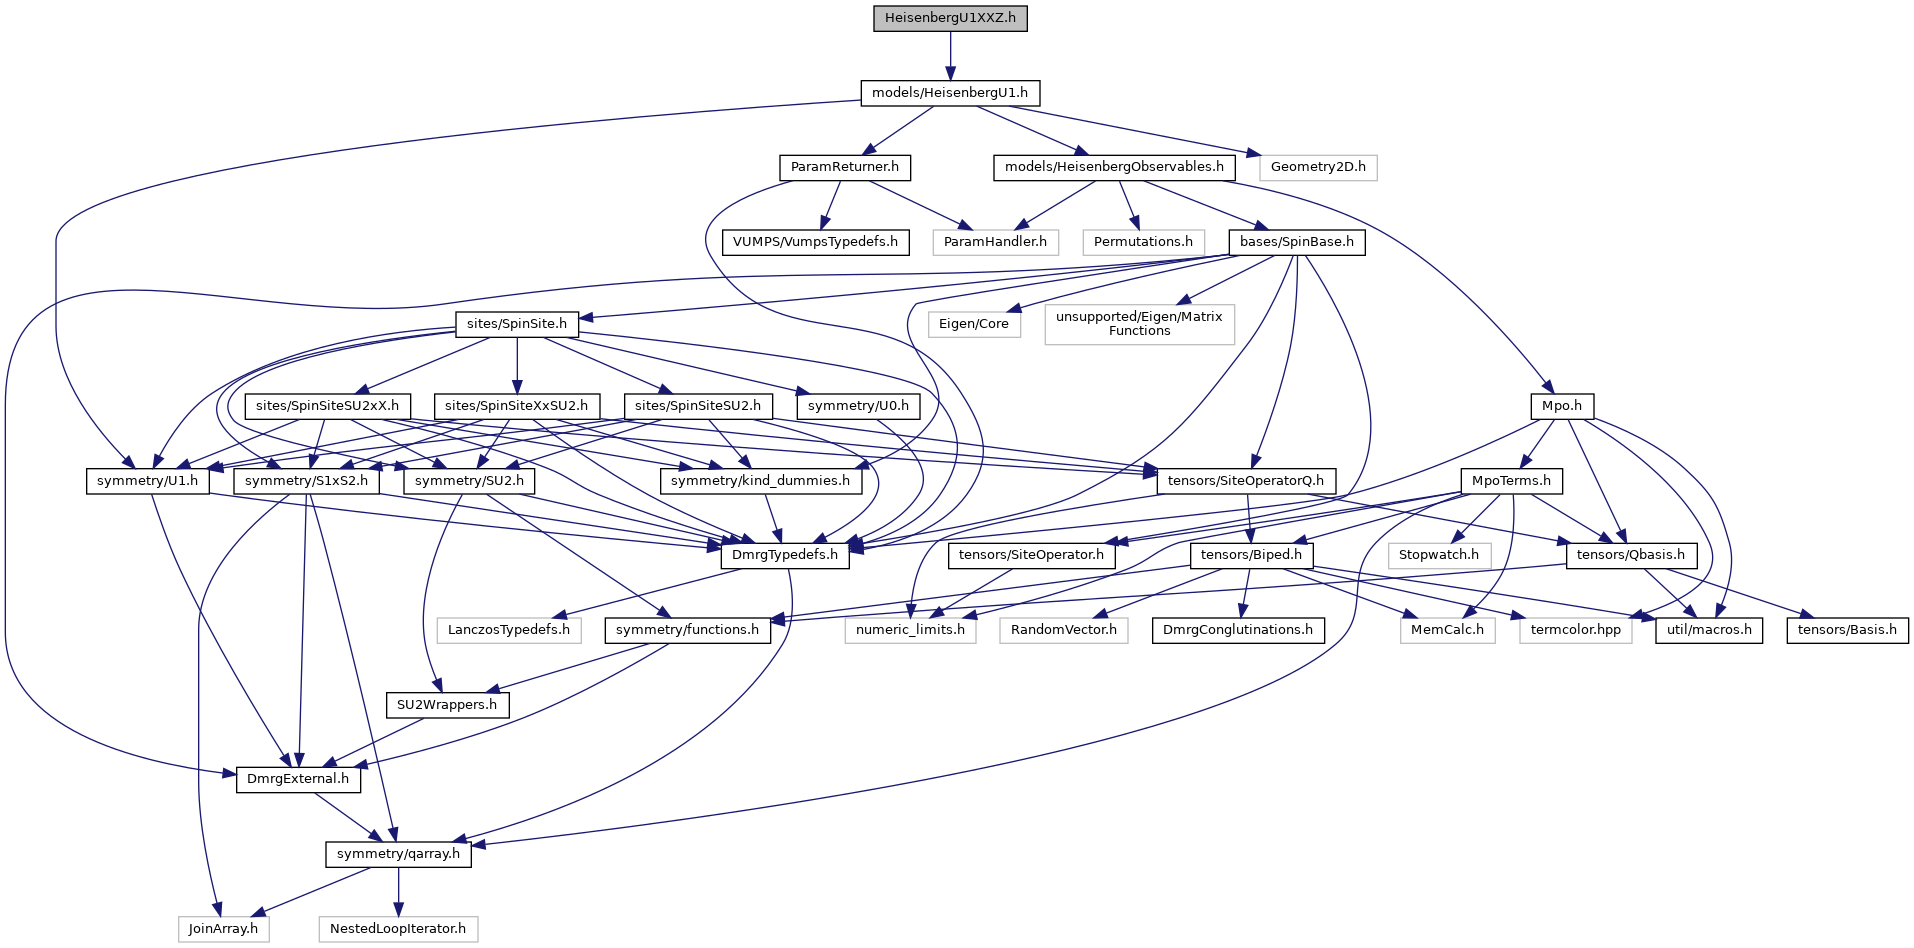 HeisenbergU1XXZ.h
models/HeisenbergU1.h
ParamReturner.h
models/HeisenbergObservables.h
Geometry2D.h
VUMPS/VumpsTypedefs.h
ParamHandler.h
Permutations.h
bases/SpinBase.h
sites/SpinSite.h
Eigen/Core
unsupported/Eigen/Matrix
Functions
sites/SpinSiteSU2xX.h
sites/SpinSiteXxSU2.h
sites/SpinSiteSU2.h
symmetry/U0.h
Mpo.h
symmetry/U1.h
symmetry/S1xS2.h
symmetry/SU2.h
symmetry/kind_dummies.h
tensors/SiteOperatorQ.h
MpoTerms.h
DmrgTypedefs.h
tensors/SiteOperator.h
tensors/Biped.h
Stopwatch.h
tensors/Qbasis.h
LanczosTypedefs.h
symmetry/functions.h
numeric_limits.h
RandomVector.h
DmrgConglutinations.h
MemCalc.h
termcolor.hpp
util/macros.h
tensors/Basis.h
SU2Wrappers.h
DmrgExternal.h
symmetry/qarray.h
JoinArray.h
NestedLoopIterator.h